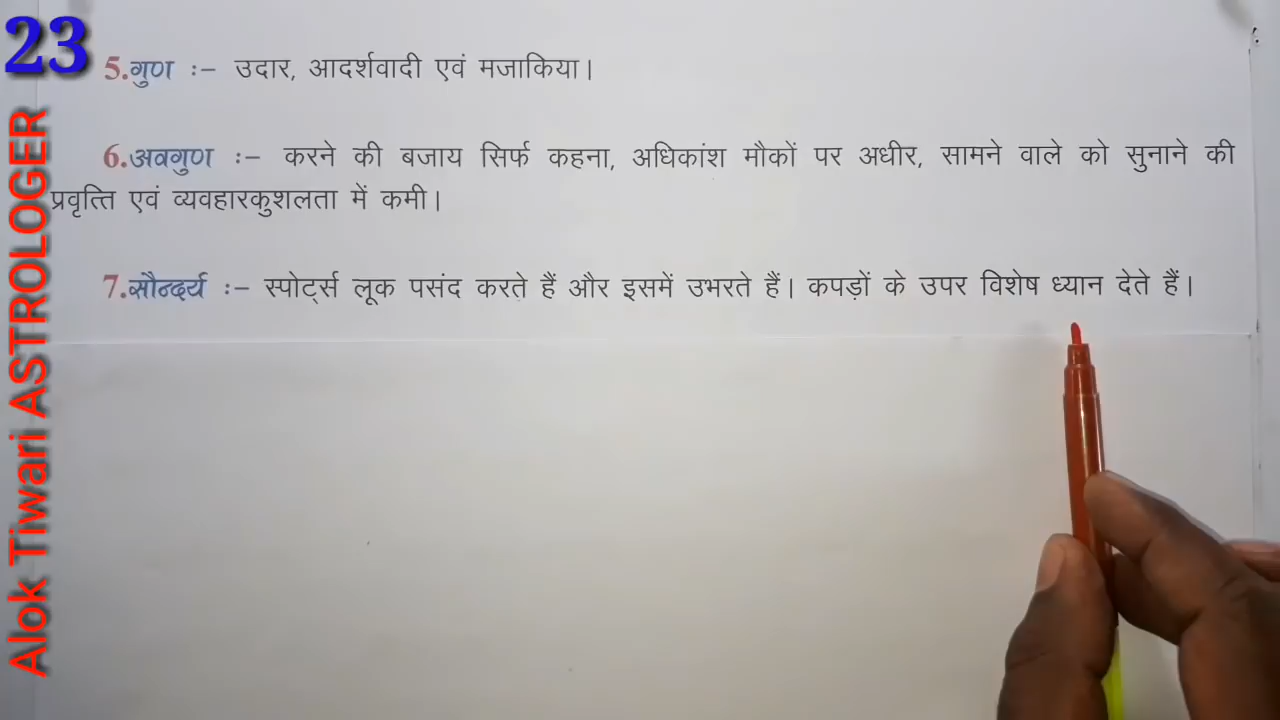 23
Alok Tiwari ASTROLOGER
5.गुण :– उदार, आदर्शवादी एवं मजाकिया।
6.अवगुण :– करने की बजाय सिर्फ कहना, अधिकांश मौकों पर अधीर, सामने वाले को सुनाने की
प्रवृत्ति एवं व्यवहारकुशलता में कमी।
7.सौन्दर्य :– स्पोर्ट्स लूक पसंद करते हैं और इसमें उभरते हैं। कपड़ों के उपर विशेष ध्यान देते हैं।